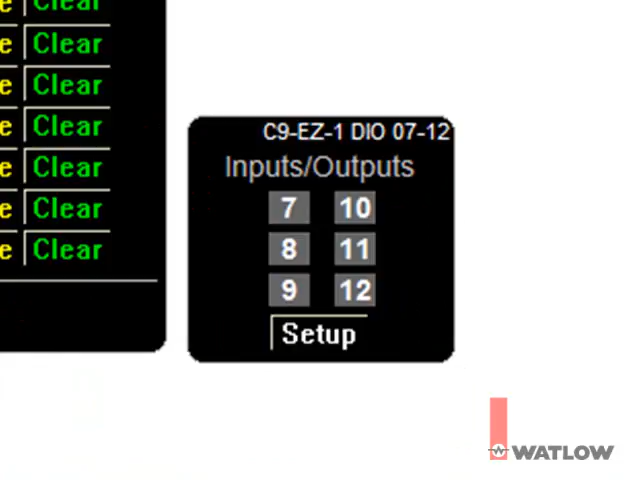 e Clear
e Clear
e Clear
e Clear
e Clear
e Clear
e Clear
C9-EZ-1 DIO 07-12
Inputs/Outputs
7 10
8 11
9 12
Setup
WATLOW